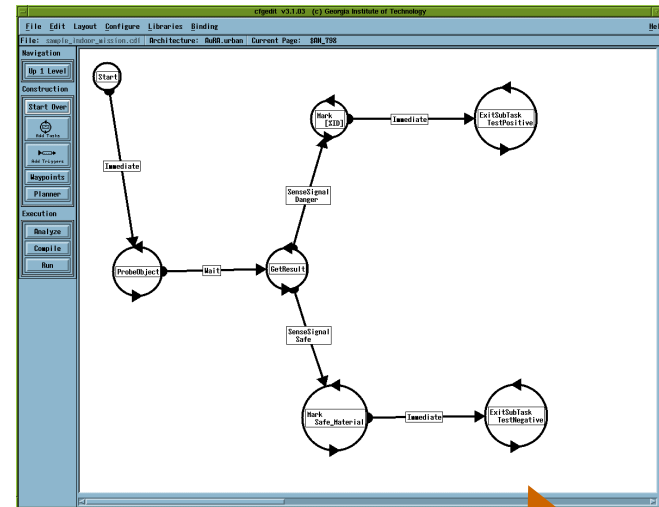 cfgedit v3.1.03 (c) Georgia Institute of Technology
File Edit Layout Configure Libraries Binding Hel
File: sample_indoor_mission.cdl Architecture: AuRA.urban Current Page: $AN_798
Navigation
Up 1 Level
Construction
Start Over
Add Tasks
Add Triggers
Waypoints
Planner
Execution
Analyze
Compile
Run
Start
Immediate
ProbeObject
Wait
GetResult
SenseSignal
Danger
Mark
[$ID]
Immediate
ExitSubTask
TestPositive
SenseSignal
Safe
Mark
Safe_Material
Immediate
ExitSubTask
TestNegative